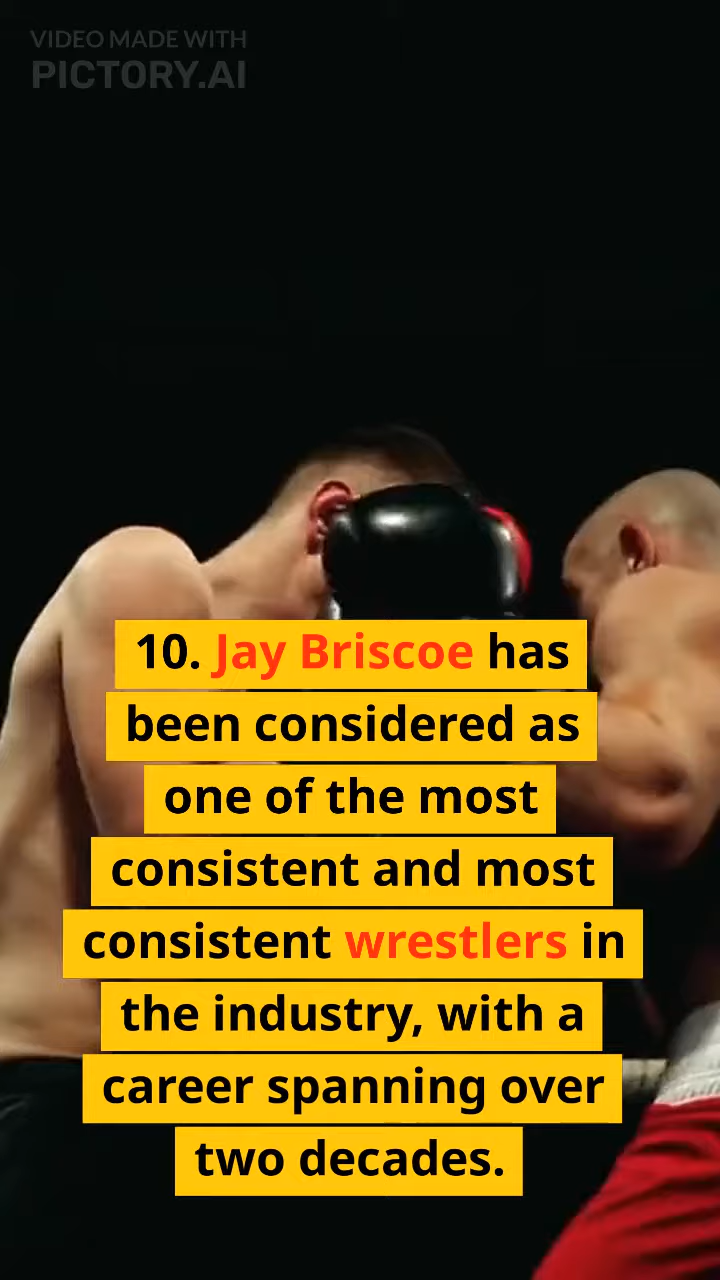 VIDEO MADE WITH
PICTORY.AI
10. Jay Briscoe has
been considered as
one of the most
consistent and most
consistent wrestlers in
the industry, with a
career spanning over
two decades.